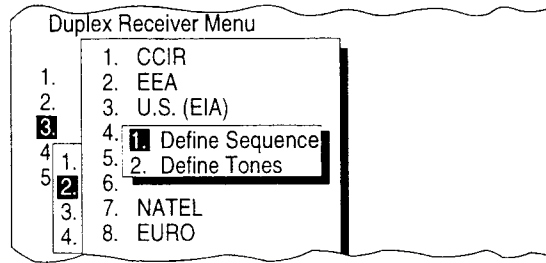 Duplex Receiver Menu
1. CCIR
2. EEA
3. U.S. (EIA)
4.
5.
6.
7. NATEL
8. EURO
1. Define Sequence
2. Define Tones
1.
2.
3.
4
5
1.
2.
3.
4.